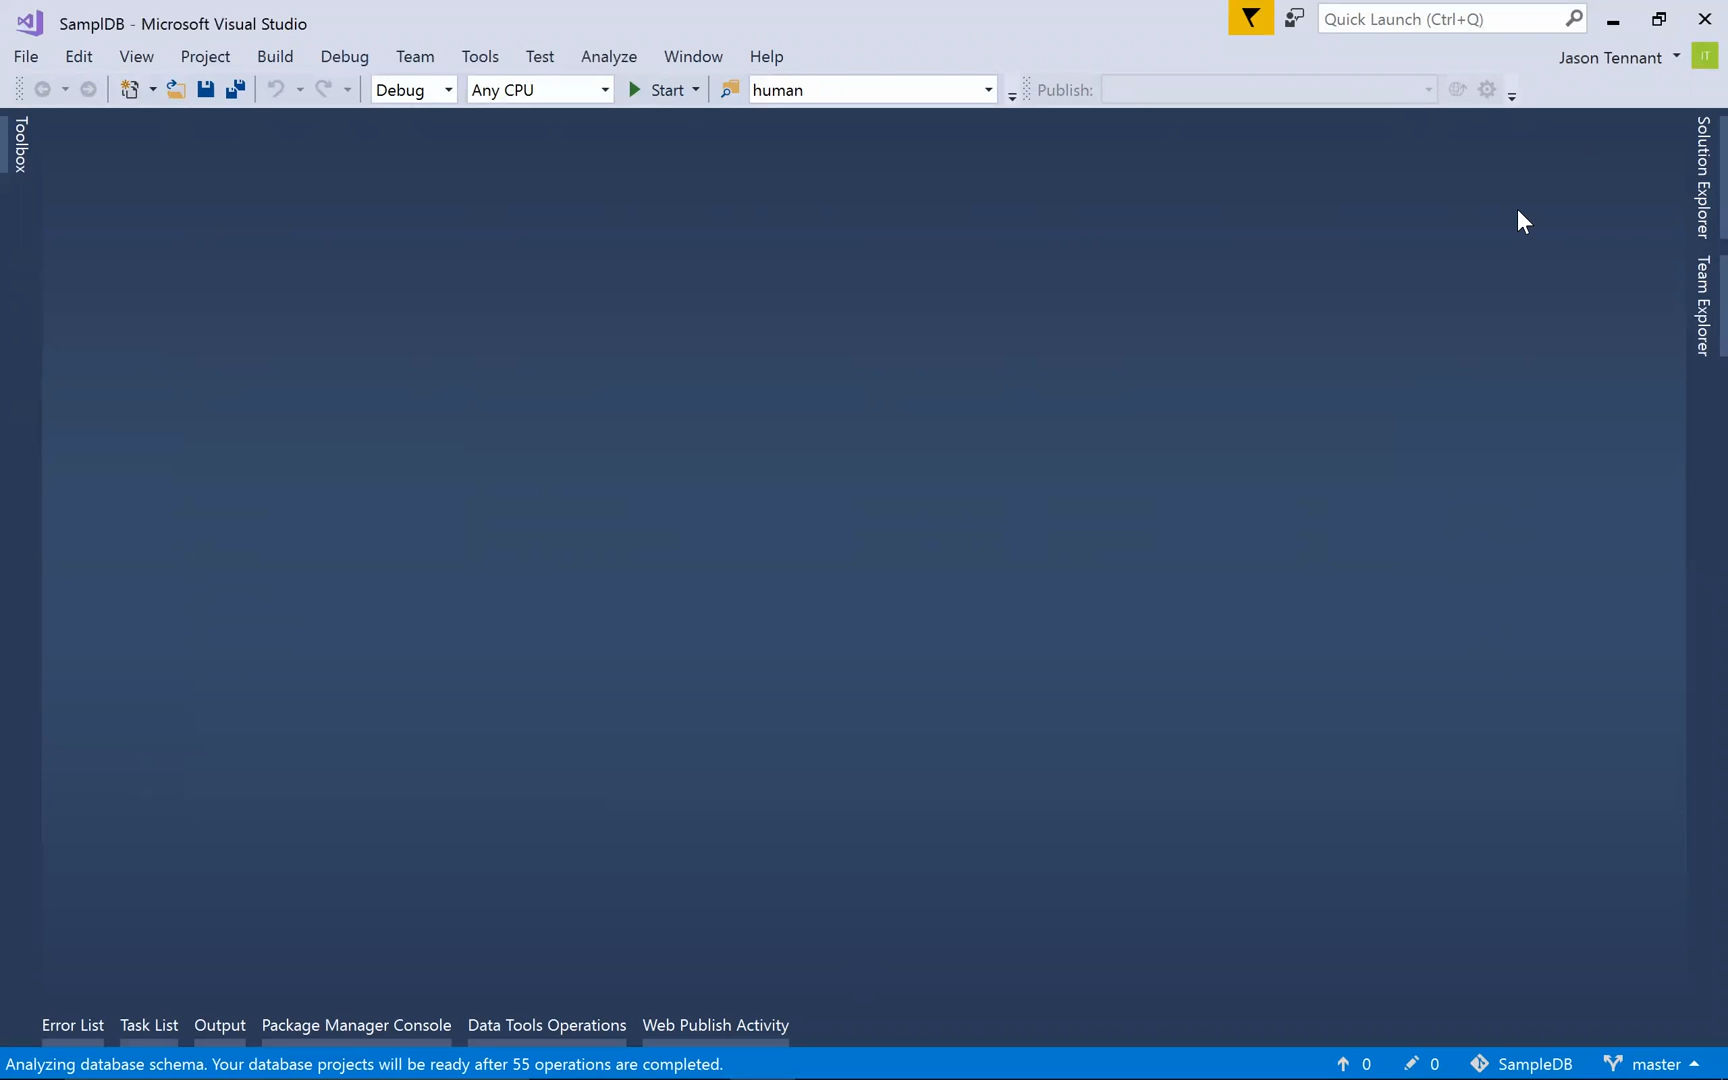 SamplDB - Microsoft Visual Studio
Quick Launch (Ctrl+Q)
File Edit View Project Build Debug Team Tools Test Analyze Window Help
Jason Tennant IT
Debug Any CPU Start human Publish:
Toolbox
Solution Explorer
Team Explorer
Error List Task List Output Package Manager Console Data Tools Operations Web Publish Activity
Analyzing database schema. Your database projects will be ready after 55 operations are completed. 0 0 SampleDB master